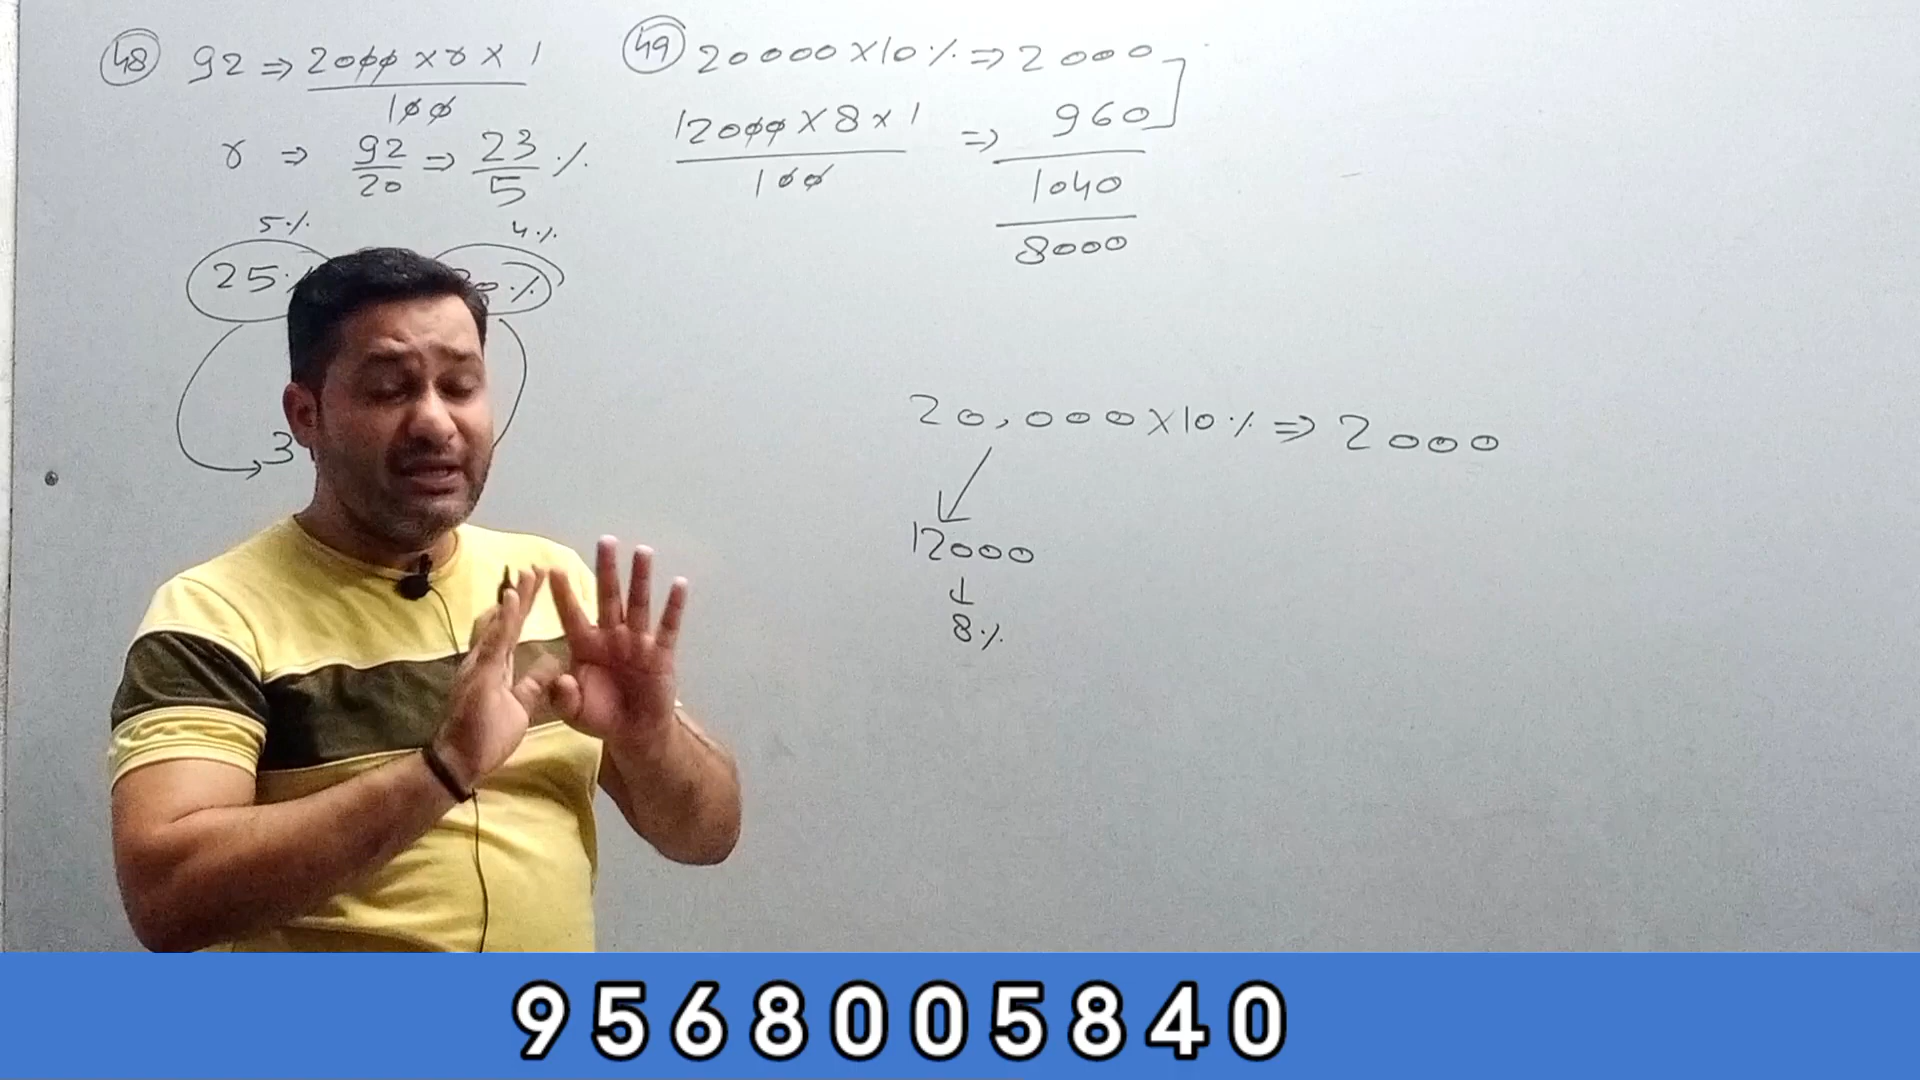 48 92 ⇒ 2000 × r × 1 / 100
r ⇒ 92/20 ⇒ 23/5 %
5% 4%
25%
3
49 20000 × 10% ⇒ 2000
12000 × 8 × 1 / 100 ⇒ 960
1040
8000
20,000 × 10% ⇒ 2000
12000
↓
8%
9568005840